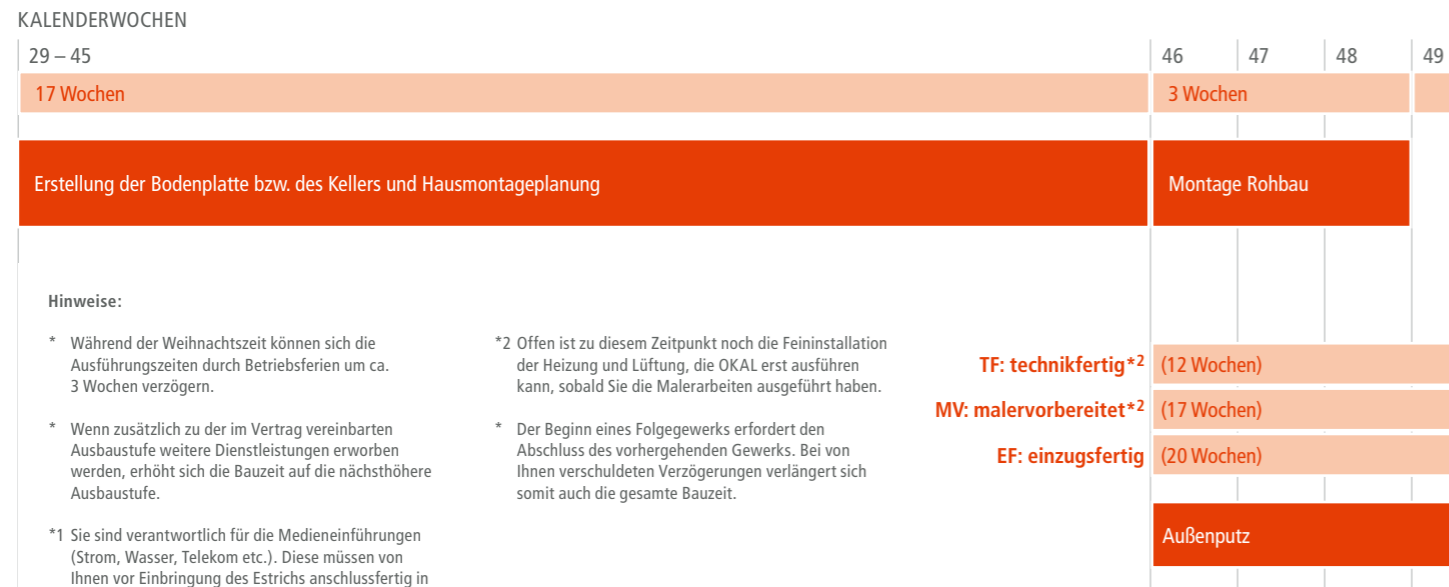 KALENDERWOCHEN
29 – 45
46
47
48
49
17 Wochen
3 Wochen
Erstellung der Bodenplatte bzw. des Kellers und Hausmontageplanung
Montage Rohbau
Hinweise:
* Während der Weihnachtszeit können sich die
Ausführungszeiten durch Betriebsferien um ca.
3 Wochen verzögern.
* Wenn zusätzlich zu der im Vertrag vereinbarten
Ausbaustufe weitere Dienstleistungen erworben
werden, erhöht sich die Bauzeit auf die nächsthöhere
Ausbaustufe.
*1 Sie sind verantwortlich für die Medieneinführungen
(Strom, Wasser, Telekom etc.). Diese müssen von
Ihnen vor Einbringung des Estrichs anschlussfertig in
*2 Offen ist zu diesem Zeitpunkt noch die Feininstallation
der Heizung und Lüftung, die OKAL erst ausführen
kann, sobald Sie die Malerarbeiten ausgeführt haben.
* Der Beginn eines Folgegewerks erfordert den
Abschluss des vorhergehenden Gewerks. Bei von
Ihnen verschuldeten Verzögerungen verlängert sich
somit auch die gesamte Bauzeit.
TF: technikfertig*2 (12 Wochen)
MV: malervorbereitet*2 (17 Wochen)
EF: einzugsfertig (20 Wochen)
Außenputz